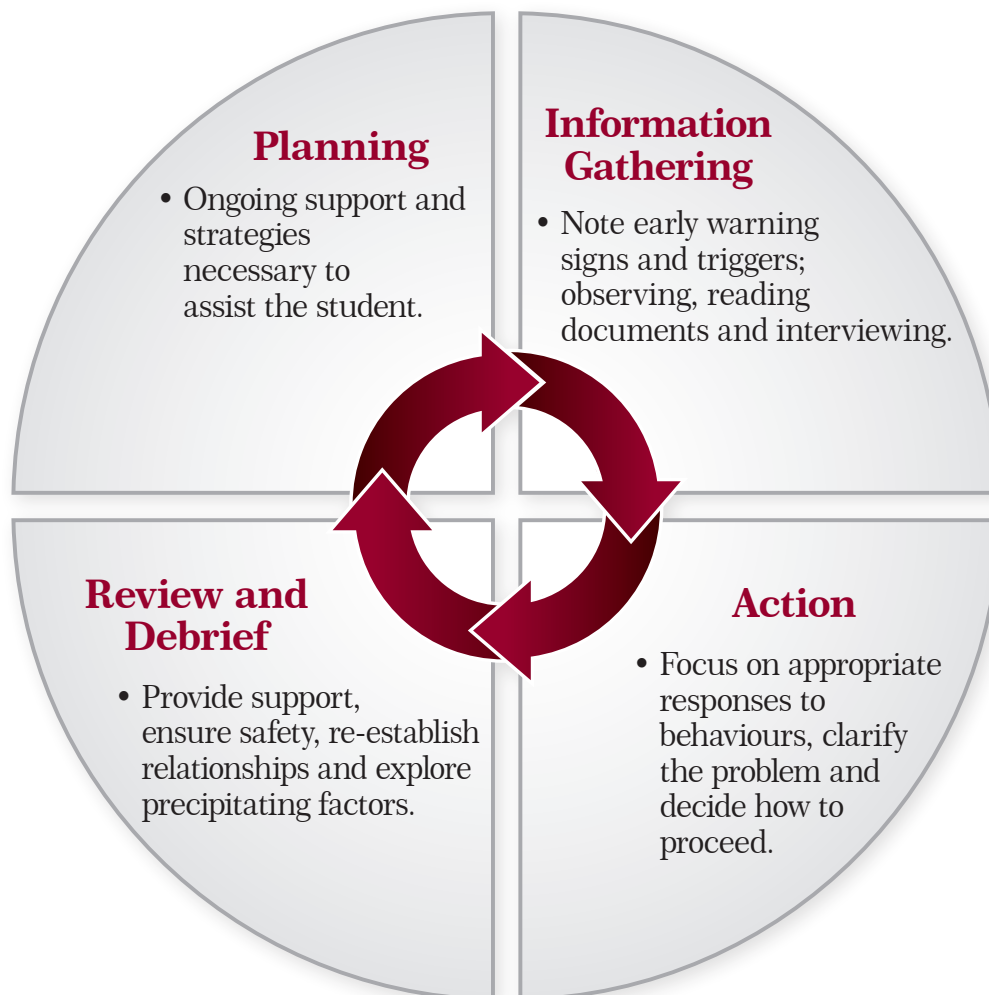 Planning
• Ongoing support and
strategies
necessary to
assist the student.
Information
Gathering
• Note early warning
signs and triggers;
observing, reading
documents and interviewing.
Review and
Debrief
• Provide support,
ensure safety, re-establish
relationships and explore
precipitating factors.
Action
• Focus on appropriate
responses to
behaviours, clarify
the problem and
decide how to
proceed.